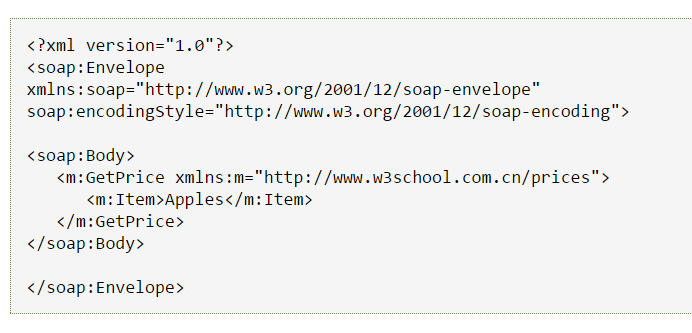 <?xml version="1.0"?>
<soap:Envelope
xmlns:soap="http://www.w3.org/2001/12/soap-envelope"
soap:encodingStyle="http://www.w3.org/2001/12/soap-encoding">

<soap:Body>
   <m:GetPrice xmlns:m="http://www.w3school.com.cn/prices">
      <m:Item>Apples</m:Item>
   </m:GetPrice>
</soap:Body>

</soap:Envelope>